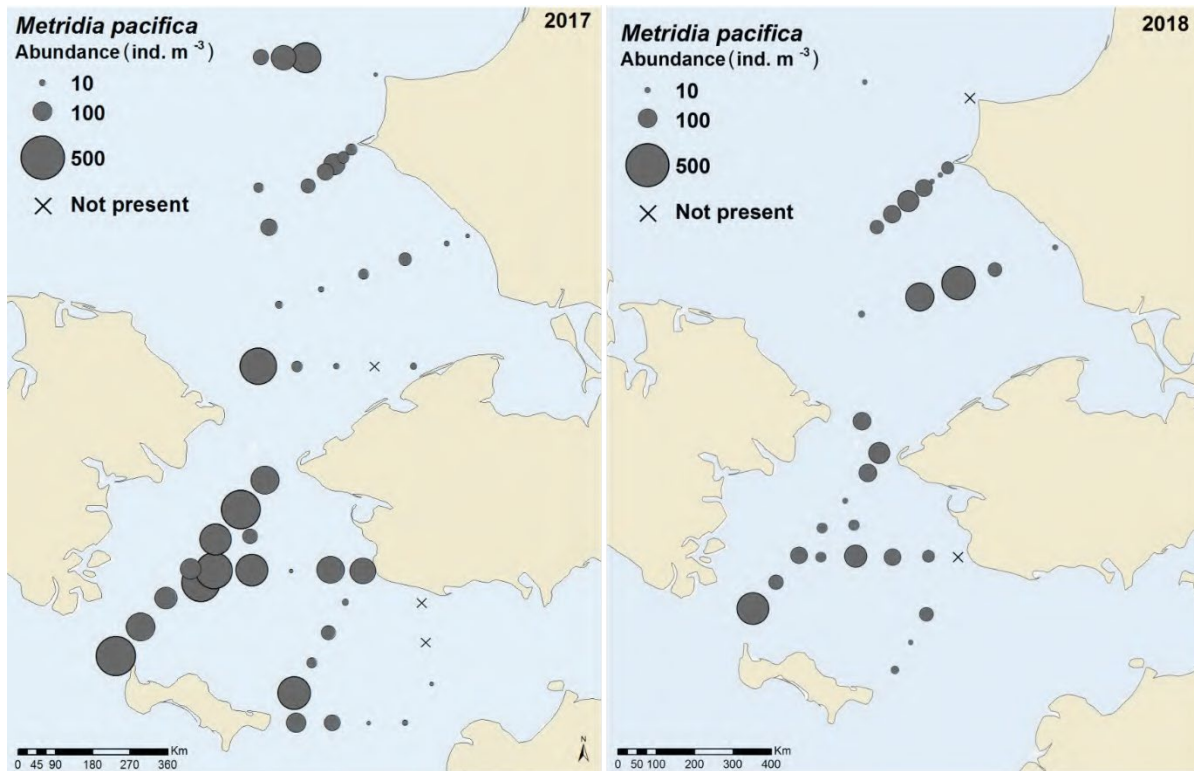 Metridia pacifica
2017
Abundance (ind. m -3)
10
100
500
Not present
N
Km
0 45 90 180 270 360
Metridia pacifica
2018
Abundance (ind. m -3)
10
100
500
Not present
Km
0 50 100 200 300 400